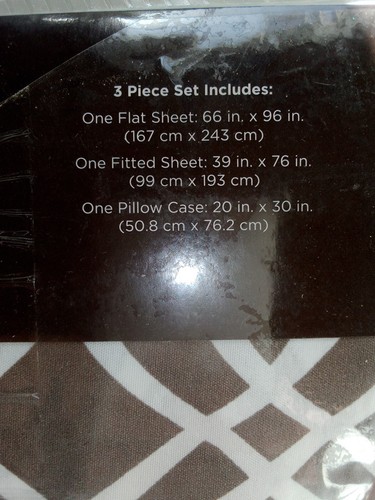 3 Piece Set Includes:
One Flat Sheet: 66 in. x 96 in.
(167 cm x 243 cm)
One Fitted Sheet: 39 in. x 76 in.
(99 cm x 193 cm)
One Pillow Case: 20 in. x 30 in.
(50.8 cm x 76.2 cm)